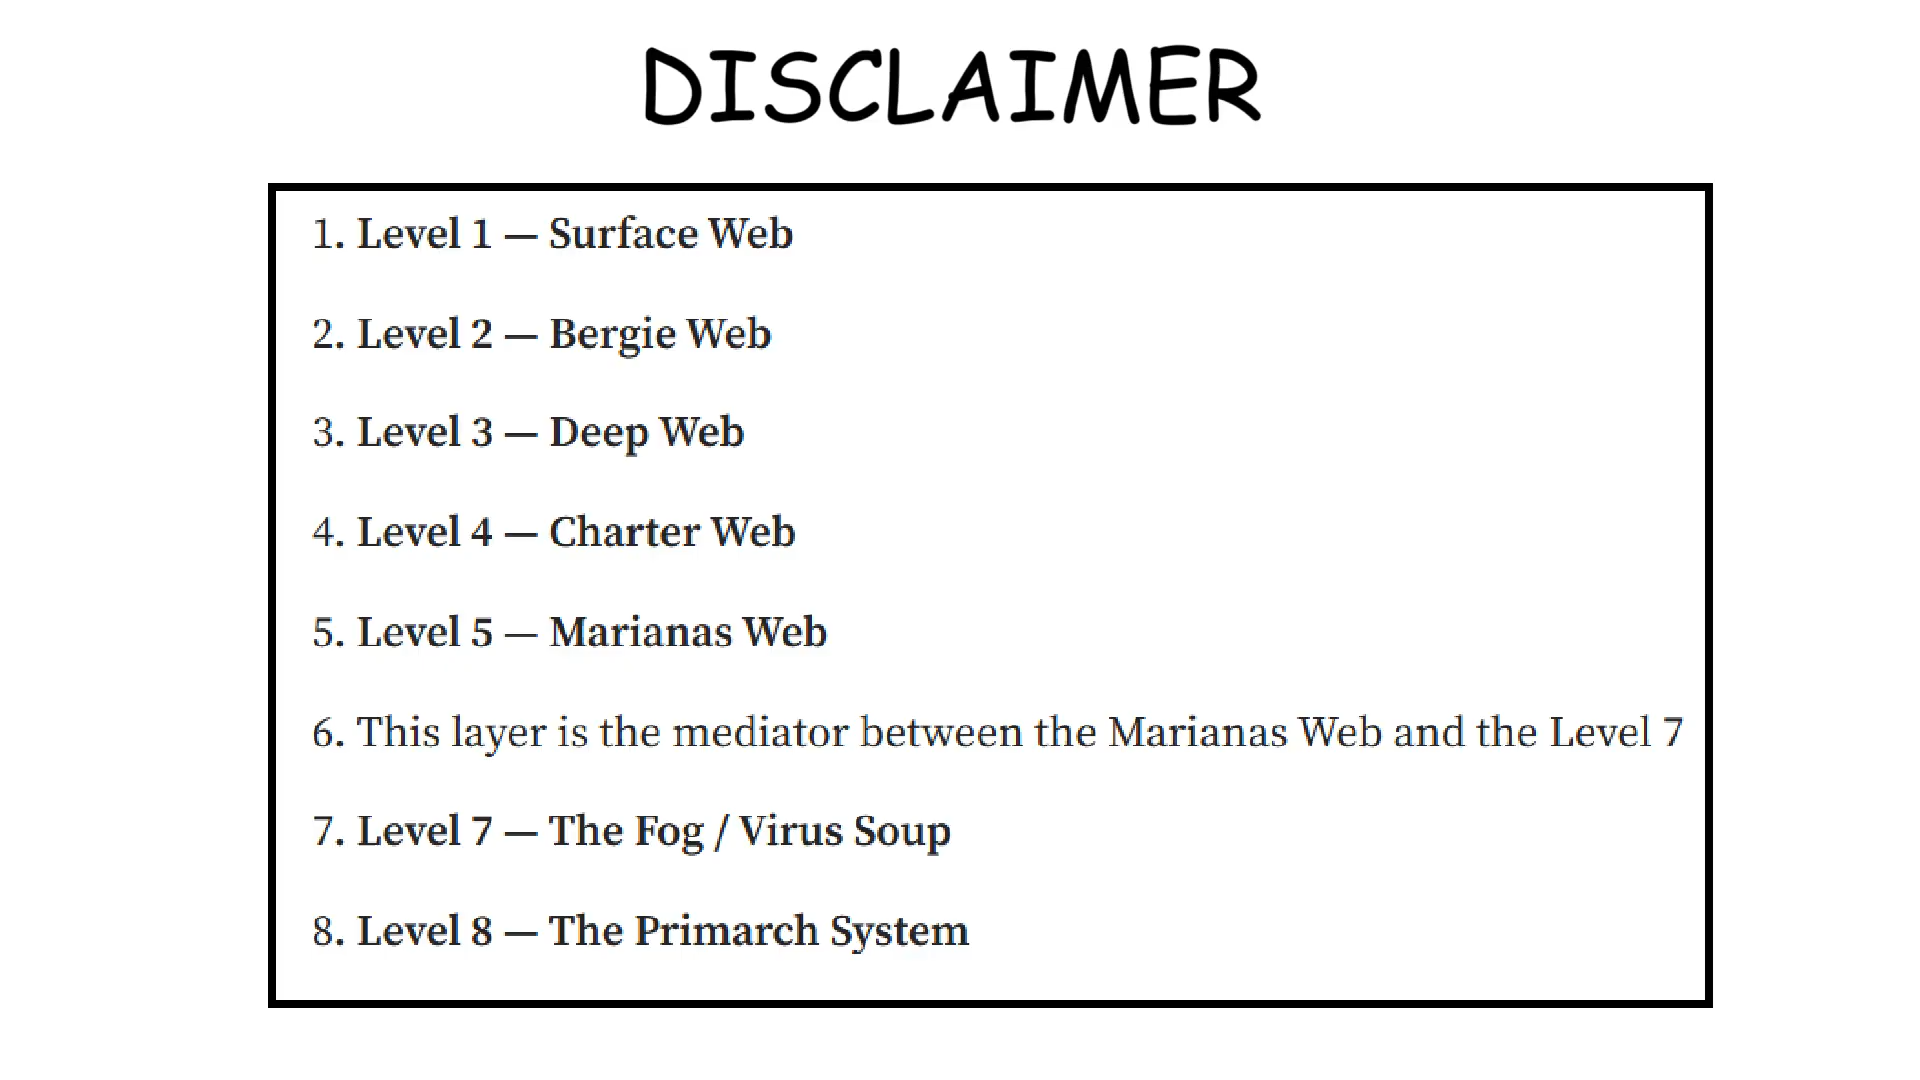 DISCLAIMER
1. Level 1 — Surface Web
2. Level 2 — Bergie Web
3. Level 3 — Deep Web
4. Level 4 — Charter Web
5. Level 5 — Marianas Web
6. This layer is the mediator between the Marianas Web and the Level 7
7. Level 7 — The Fog / Virus Soup
8. Level 8 — The Primarch System